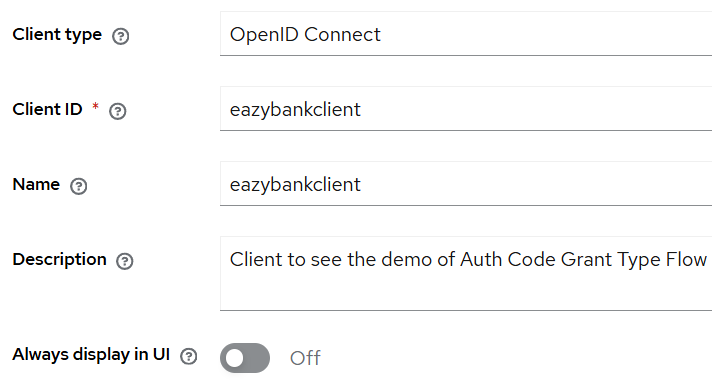 Client type ? OpenID Connect
Client ID * ? eazybankclient
Name ? eazybankclient
Description ? Client to see the demo of Auth Code Grant Type Flow
Always display in UI ? Off